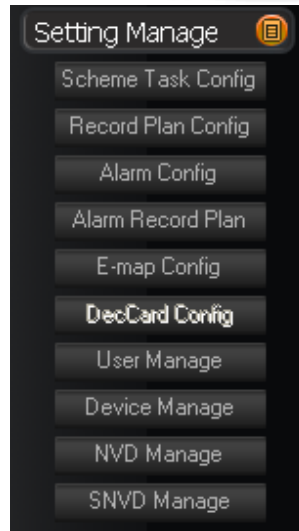 Setting Manage
Scheme Task Config
Record Plan Config
Alarm Config
Alarm Record Plan
E-map Config
DecCard Config
User Manage
Device Manage
NVD Manage
SNVD Manage